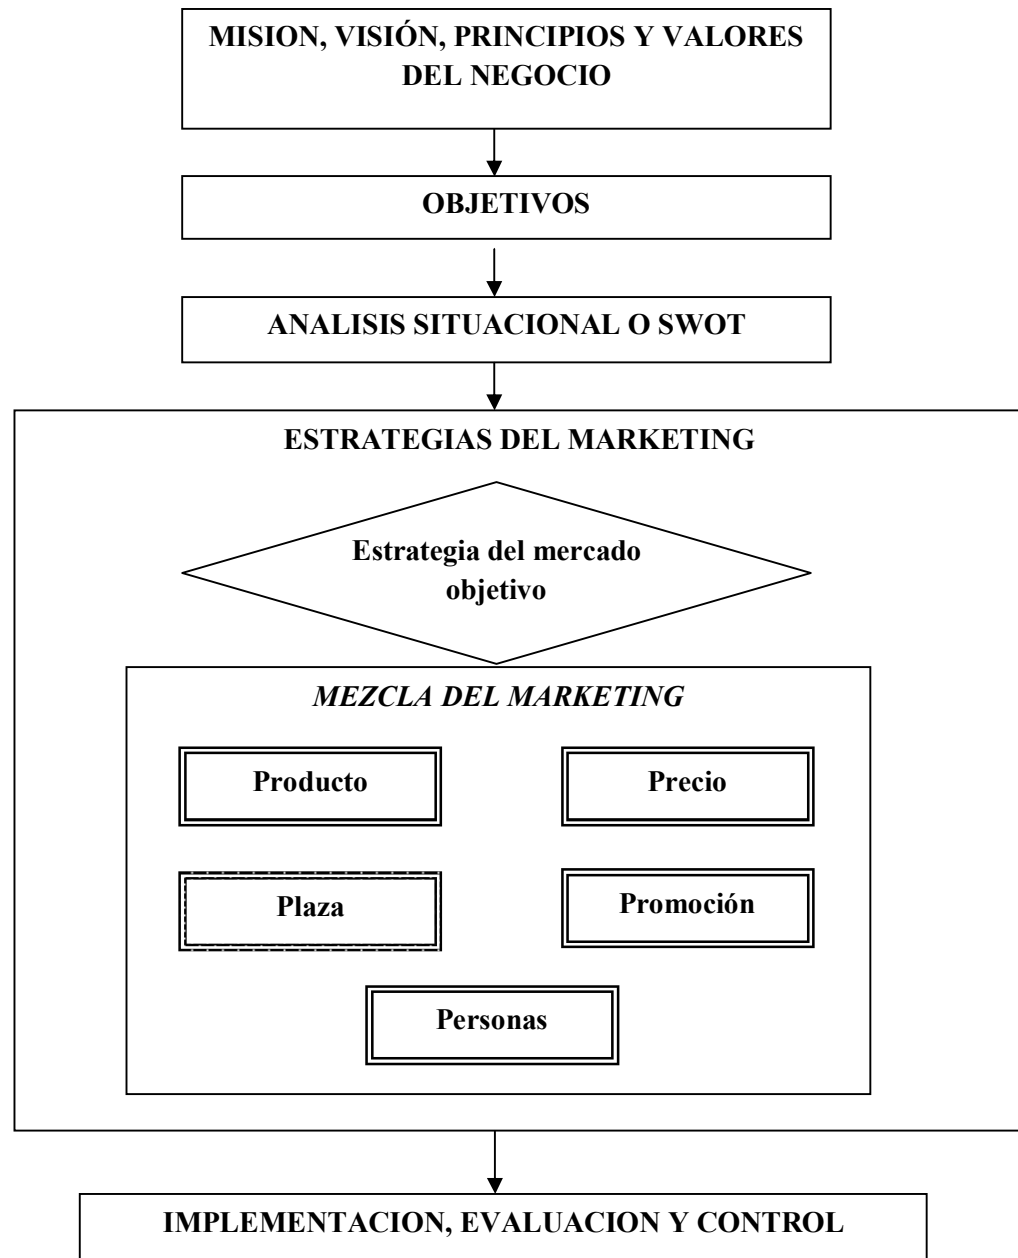 MISION, VISIÓN, PRINCIPIOS Y VALORES
DEL NEGOCIO
OBJETIVOS
ANALISIS SITUACIONAL O SWOT
ESTRATEGIAS DEL MARKETING
Estrategia del mercado
objetivo
MEZCLA DEL MARKETING
Producto
Precio
Plaza
Promoción
Personas
IMPLEMENTACION, EVALUACION Y CONTROL